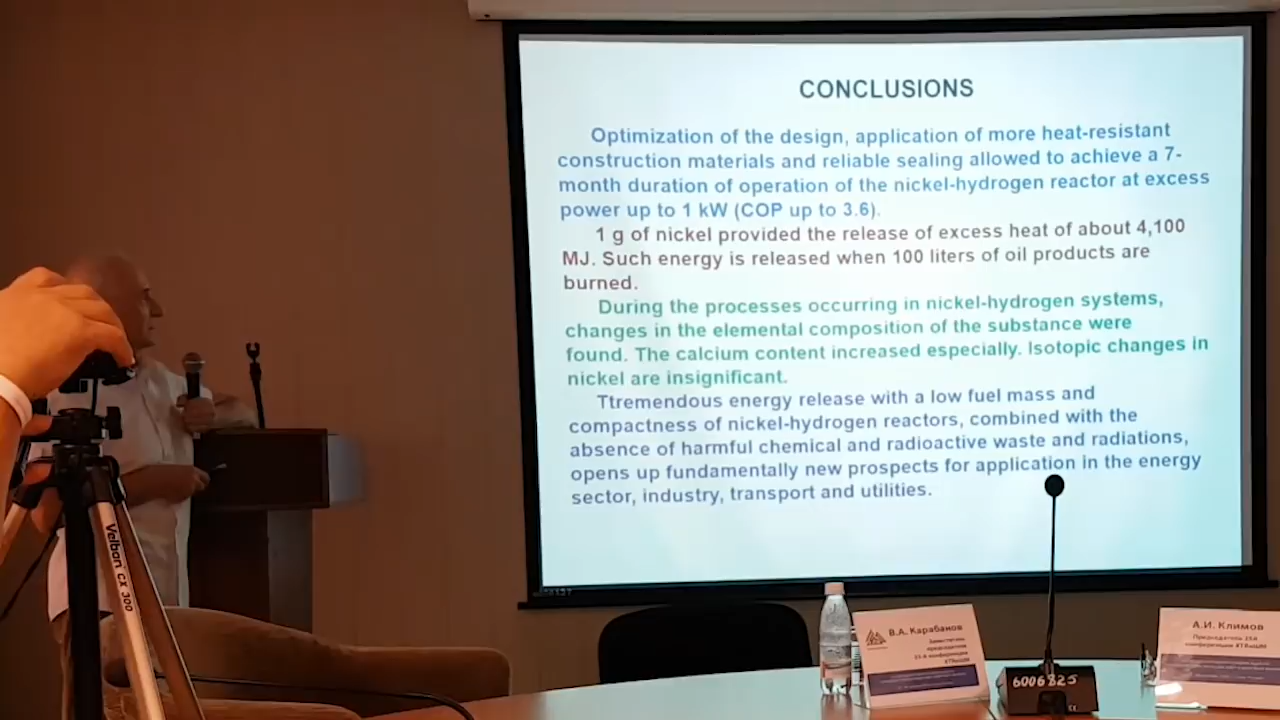 CONCLUSIONS
Optimization of the design, application of more heat-resistant
construction materials and reliable sealing allowed to achieve a 7-
month duration of operation of the nickel-hydrogen reactor at excess
power up to 1 kW (COP up to 3.6).
1 g of nickel provided the release of excess heat of about 4,100
MJ. Such energy is released when 100 liters of oil products are
burned.
During the processes occurring in nickel-hydrogen systems,
changes in the elemental composition of the substance were
found. The calcium content increased especially. Isotopic changes in
nickel are insignificant.
Ttremendous energy release with a low fuel mass and
compactness of nickel-hydrogen reactors, combined with the
absence of harmful chemical and radioactive waste and radiations,
opens up fundamentally new prospects for application in the energy
sector, industry, transport and utilities.
Velbon CX 300
В.А. Карабанов
Заместитель
председателя
25-й конференции
А.И. Климов
Председатель 25й
конференции
6006325